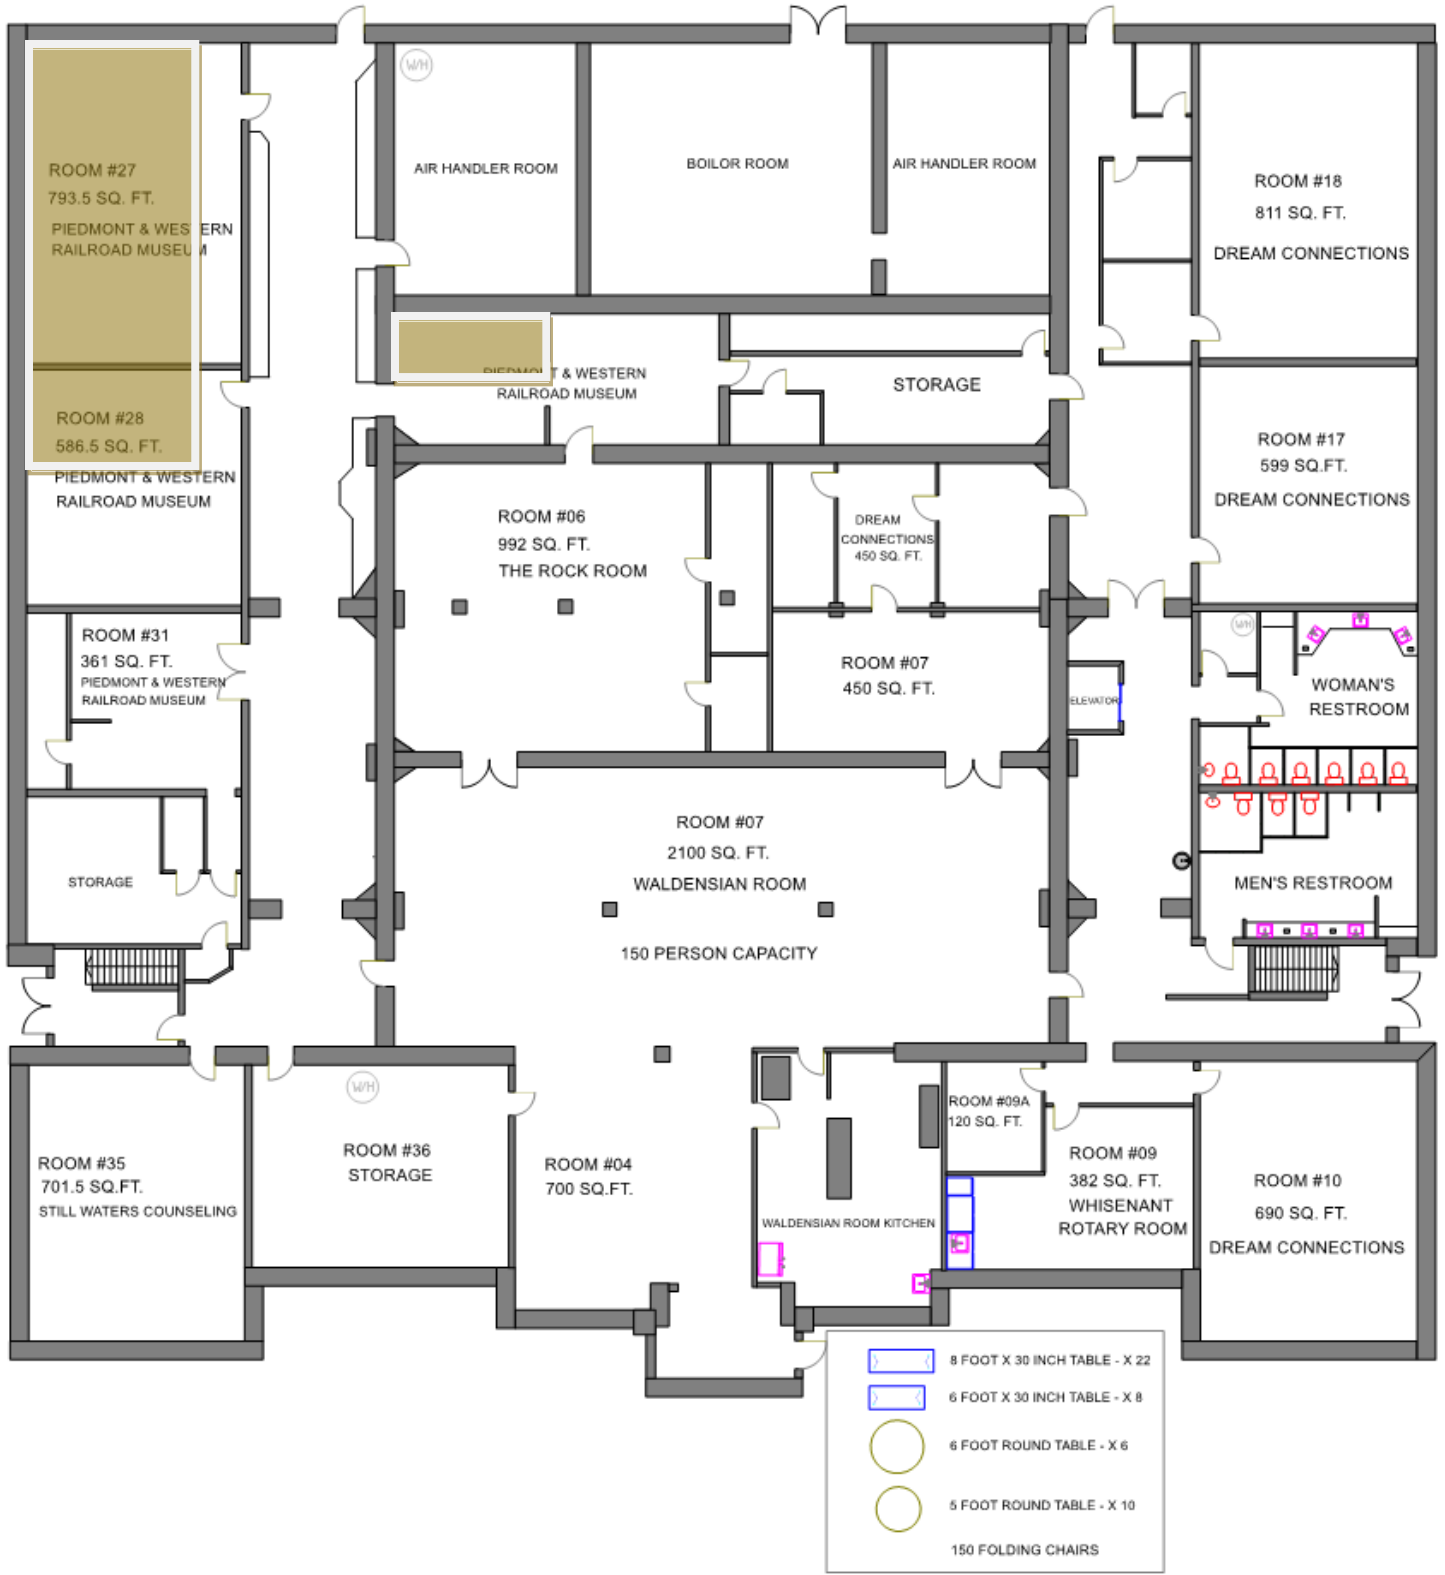 W/H
AIR HANDLER ROOM
BOILOR ROOM
AIR HANDLER ROOM
ROOM #27
793.5 SQ. FT.
PIEDMONT & WESTERN
RAILROAD MUSEUM
ROOM #18
811 SQ. FT.
DREAM CONNECTIONS
PIEDMONT & WESTERN
RAILROAD MUSEUM
STORAGE
ROOM #28
586.5 SQ. FT.
PIEDMONT & WESTERN
RAILROAD MUSEUM
ROOM #17
599 SQ.FT.
DREAM CONNECTIONS
ROOM #06
992 SQ. FT.
THE ROCK ROOM
DREAM
CONNECTIONS
450 SQ. FT.
ROOM #31
361 SQ. FT.
PIEDMONT & WESTERN
RAILROAD MUSEUM
ROOM #07
450 SQ. FT.
ELEVATOR
W/H
WOMAN'S
RESTROOM
ROOM #07
2100 SQ. FT.
WALDENSIAN ROOM
150 PERSON CAPACITY
STORAGE
MEN'S RESTROOM
ROOM #35
701.5 SQ.FT.
STILL WATERS COUNSELING
W/H
ROOM #36
STORAGE
ROOM #04
700 SQ.FT.
WALDENSIAN ROOM KITCHEN
ROOM #09A
120 SQ. FT.
ROOM #09
382 SQ. FT.
WHISENANT
ROTARY ROOM
ROOM #10
690 SQ. FT.
DREAM CONNECTIONS
8 FOOT X 30 INCH TABLE - X 22
6 FOOT X 30 INCH TABLE - X 8
6 FOOT ROUND TABLE - X 6
5 FOOT ROUND TABLE - X 10
150 FOLDING CHAIRS